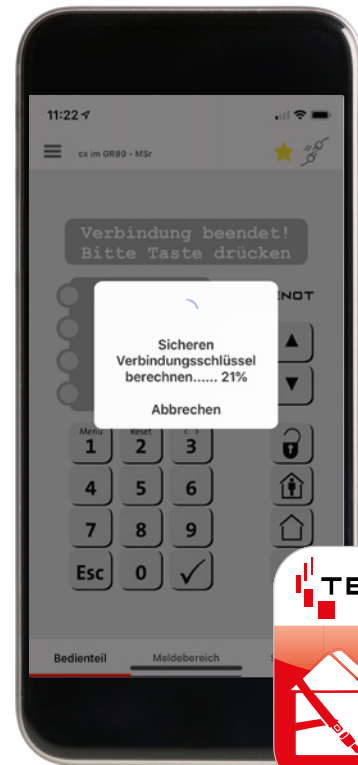 11:22
cx im GR80 - MSr
Verbindung beendet!
Bitte Taste drücken
ENOT
Sicheren
Verbindungsschlüssel
berechnen...... 21%
Abbrechen
Menü Reset < >
1 2 3
4 5 6
7 8 9
Esc 0
Bedienteil Meldebereich S
TE